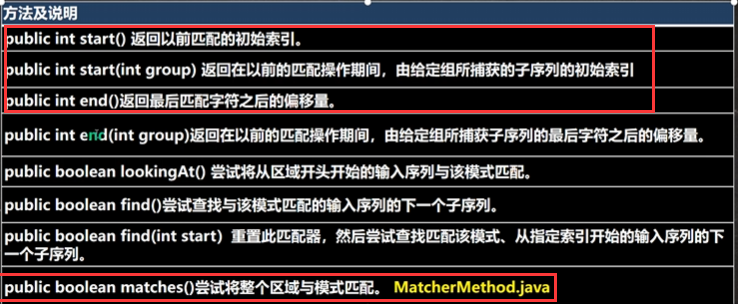 方法及说明
public int start() 返回以前匹配的初始索引。
public int start(int group) 返回在以前的匹配操作期间，由给定组所捕获的子序列的初始索引
public int end()返回最后匹配字符之后的偏移量。
public int end(int group)返回在以前的匹配操作期间，由给定组所捕获子序列的最后字符之后的偏移量。
public boolean lookingAt() 尝试将从区域开头开始的输入序列与该模式匹配。
public boolean find()尝试查找与该模式匹配的输入序列的下一个子序列。
public boolean find(int start) 重置此匹配器，然后尝试查找匹配该模式、从指定索引开始的输入序列的下
一个子序列。
public boolean matches()尝试将整个区域与模式匹配。 MatcherMethod.java